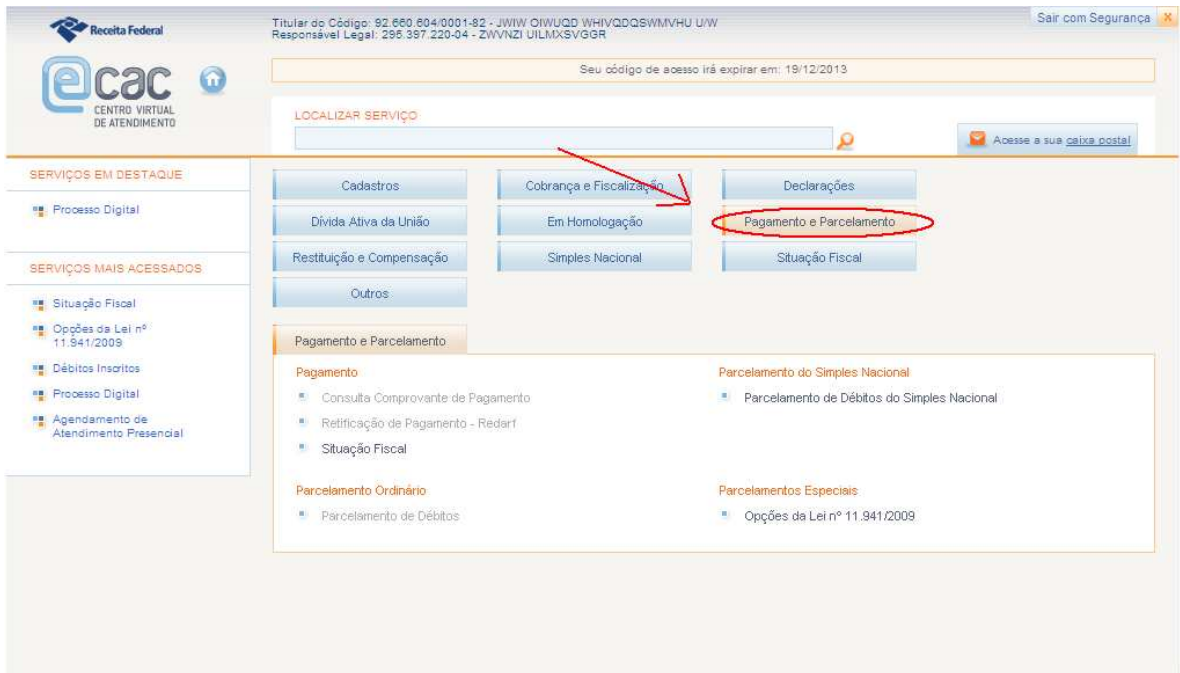 Receita Federal
Titular do Código: 92.660.604/0001-82 - JWIW OIWUQD WHIVQDQSWMVHU U/W
Responsável Legal: 295.397.220-04 - ZWVNZI UILMXSVGGR
Sair com Segurança X
ecac
CENTRO VIRTUAL
DE ATENDIMENTO
Seu código de acesso irá expirar em: 19/12/2013
LOCALIZAR SERVIÇO
Acesse a sua caixa postal
SERVIÇOS EM DESTAQUE
Processo Digital
SERVIÇOS MAIS ACESSADOS
Situação Fiscal
Opções da Lei nº
11.941/2009
Débitos Inscritos
Processo Digital
Agendamento de
Atendimento Presencial
Cadastros
Cobrança e Fiscalização
Declarações
Dívida Ativa da União
Em Homologação
Pagamento e Parcelamento
Restituição e Compensação
Simples Nacional
Situação Fiscal
Outros
Pagamento e Parcelamento
Pagamento
Consulta Comprovante de Pagamento
Retificação de Pagamento - Redarf
Situação Fiscal
Parcelamento do Simples Nacional
Parcelamento de Débitos do Simples Nacional
Parcelamento Ordinário
Parcelamento de Débitos
Parcelamentos Especiais
Opções da Lei nº 11.941/2009